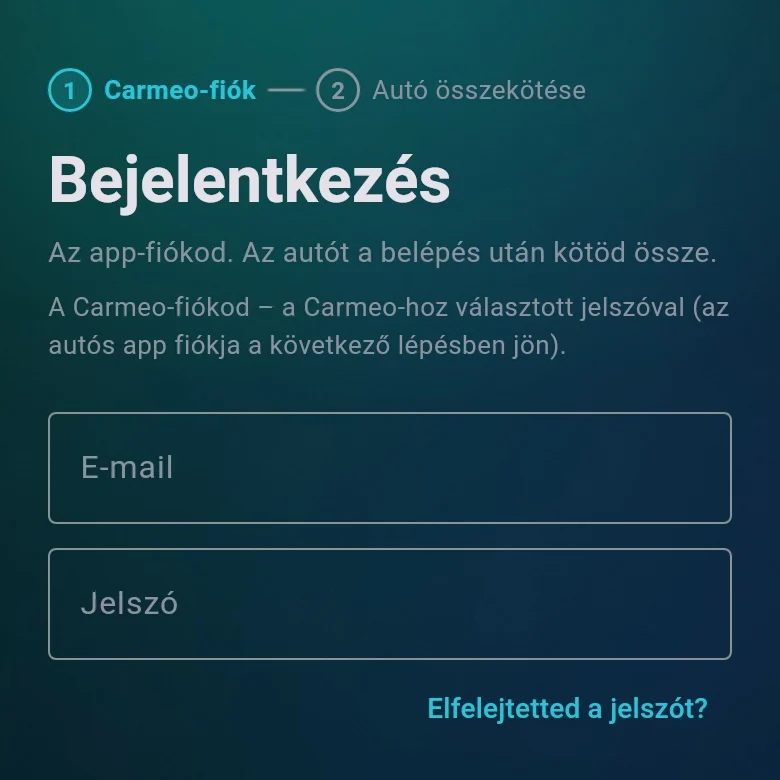 1 Carmeo-fiók — 2 Autó összekötése
Bejelentkezés
Az app-fiókod. Az autót a belépés után kötöd össze.
A Carmeo-fiókod – a Carmeo-hoz választott jelszóval (az
autós app fiókja a következő lépésben jön).
E-mail
Jelszó
Elfelejtetted a jelszót?